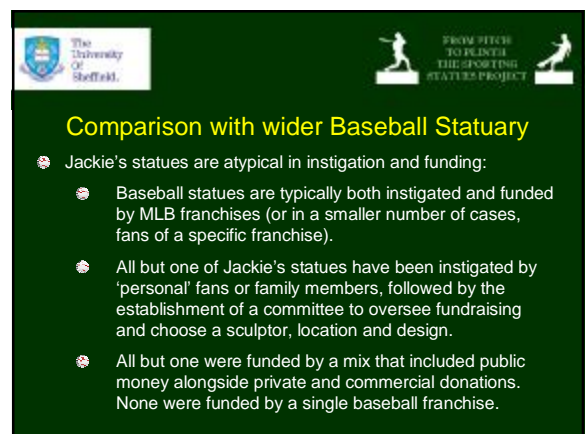 The
University
Of
Sheffield.
FROM PITCH
TO PLINTH
THE SPORTING
STATUES PROJECT
Comparison with wider Baseball Statuary
Jackie's statues are atypical in instigation and funding:
Baseball statues are typically both instigated and funded
by MLB franchises (or in a smaller number of cases,
fans of a specific franchise).
All but one of Jackie's statues have been instigated by
‘personal’ fans or family members, followed by the
establishment of a committee to oversee fundraising
and choose a sculptor, location and design.
All but one were funded by a mix that included public
money alongside private and commercial donations.
None were funded by a single baseball franchise.